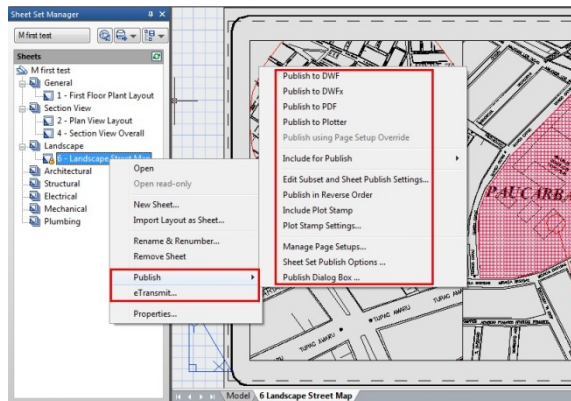 Sheet Set Manager
M first test
Sheets
M first test
General
1 - First Floor Plant Layout
Section View
2 - Plan View Layout
4 - Section View Overall
Landscape
6 - Landscape Street Map
Architectural
Structural
Electrical
Mechanical
Plumbing
Open
Open read-only
New Sheet...
Import Layout as Sheet...
Rename & Renumber...
Remove Sheet
Publish
eTransmit...
Properties...
Publish to DWF
Publish to DWFx
Publish to PDF
Publish to Plotter
Publish using Page Setup Override
Include for Publish
Edit Subset and Sheet Publish Settings...
Publish in Reverse Order
Include Plot Stamp
Plot Stamp Settings...
Manage Page Setups...
Sheet Set Publish Options ...
Publish Dialog Box ...
PAUCARBA
TUPAC AMARU
TUPAC AMARU
Model
6 Landscape Street Map